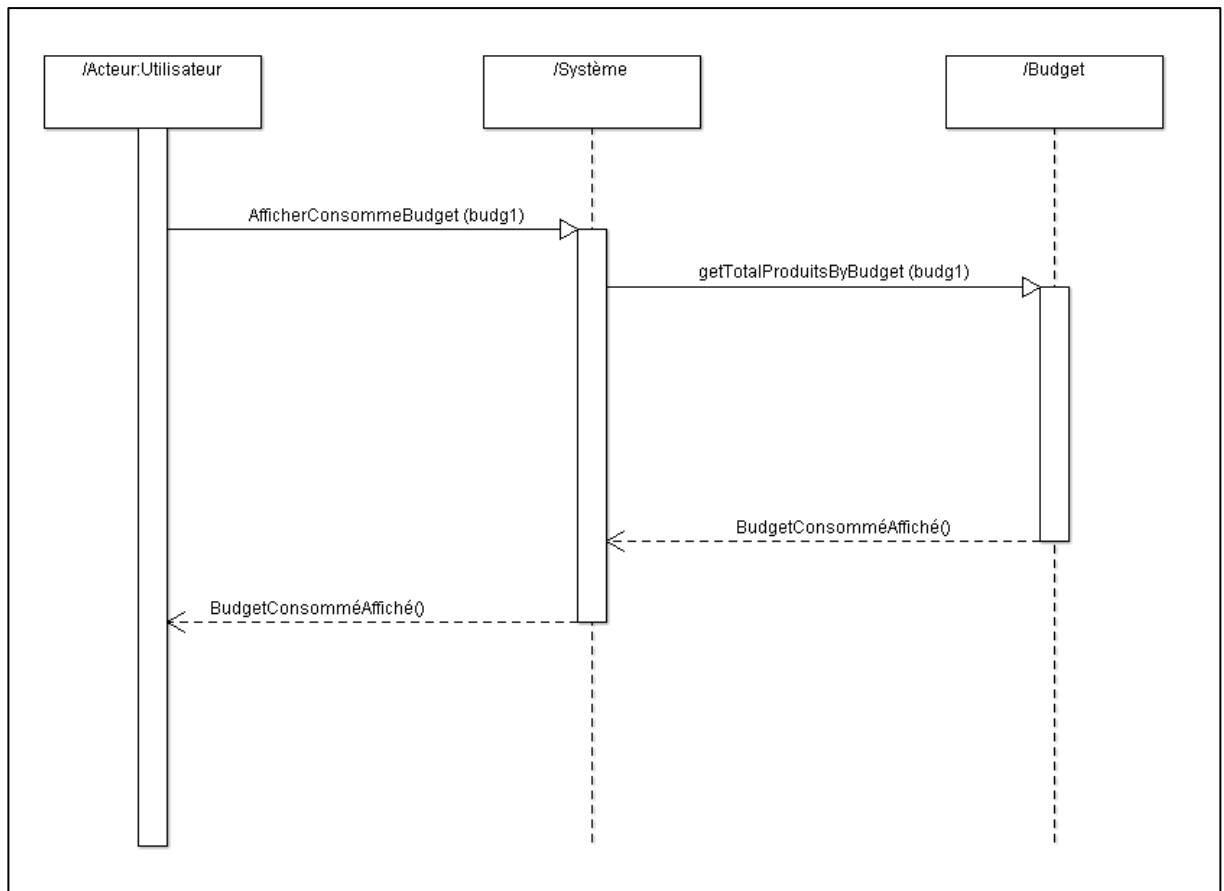 /Acteur:Utilisateur
/Système
/Budget
AfficherConsommeBudget (budg1)
getTotalProduitsByBudget (budg1)
BudgetConsomméAffiché()
BudgetConsomméAffiché()